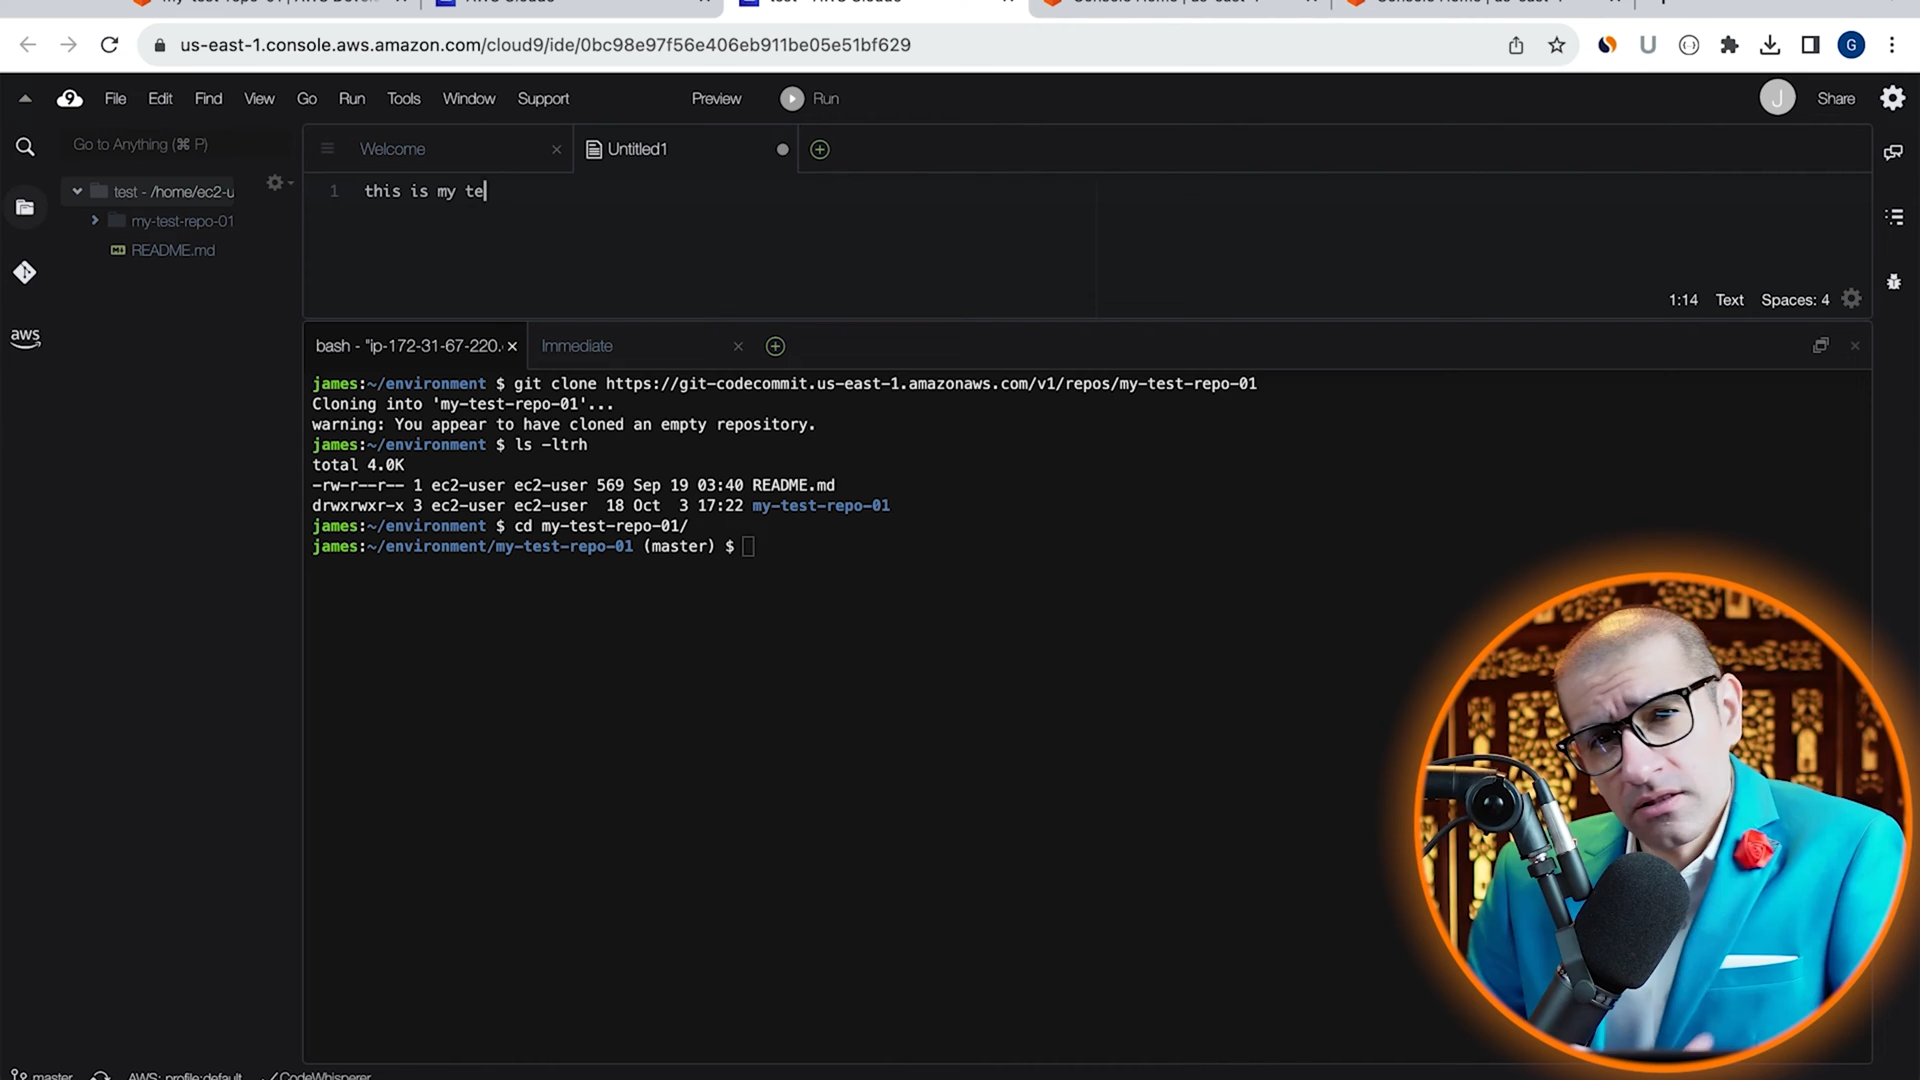 us-east-1.console.aws.amazon.com/cloud9/ide/0bc98e97f56e406eb911be05e51bf629
G
9 File Edit Find View Go Run Tools Window Support Preview Run J Share
Go to Anything (⌘ P)
Welcome Untitled1
test - /home/ec2-u
my-test-repo-01
README.md
aws
1 this is my te
1:14 Text Spaces: 4
bash - "ip-172-31-67-220. Immediate
james:~/environment $ git clone https://git-codecommit.us-east-1.amazonaws.com/v1/repos/my-test-repo-01
Cloning into 'my-test-repo-01'...
warning: You appear to have cloned an empty repository.
james:~/environment $ ls -ltrh
total 4.0K
-rw-r--r-- 1 ec2-user ec2-user 569 Sep 19 03:40 README.md
drwxrwxr-x 3 ec2-user ec2-user  18 Oct  3 17:22 my-test-repo-01
james:~/environment $ cd my-test-repo-01/
james:~/environment/my-test-repo-01 (master) $
master AWS: profile:default CodeWhisperer